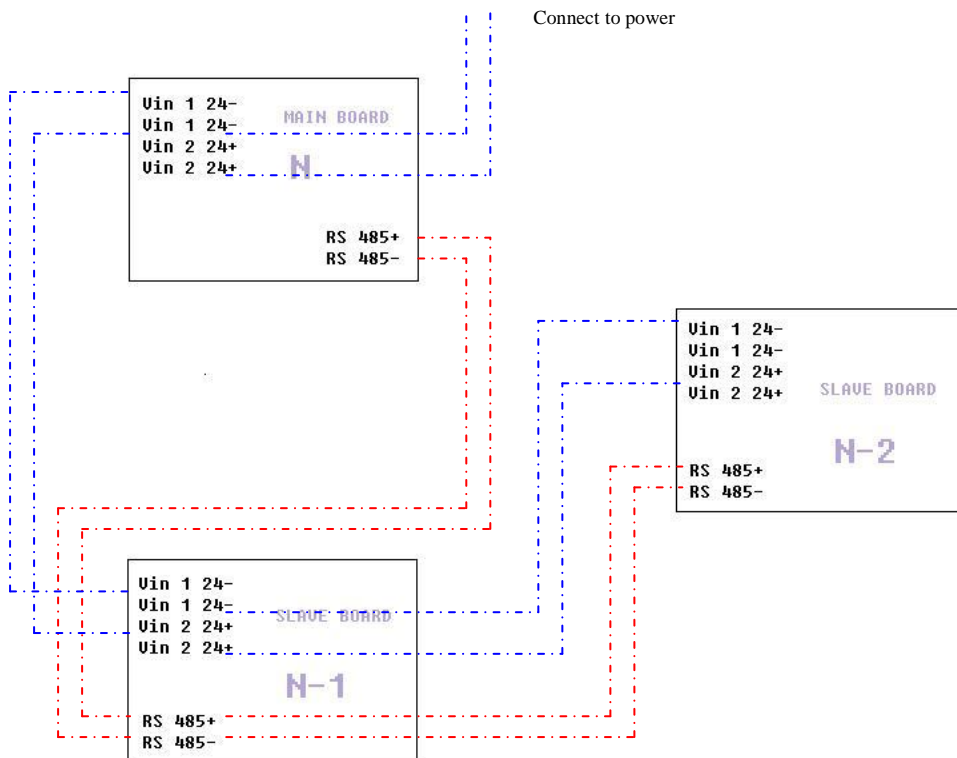 Connect to power
Vin 1 24-
Vin 1 24-
Vin 2 24+
Vin 2 24+
MAIN BOARD
N
RS 485+
RS 485-
Vin 1 24-
Vin 1 24-
Vin 2 24+
Vin 2 24+
SLAVE BOARD
N-2
RS 485+
RS 485-
Vin 1 24-
Vin 1 24-
Vin 2 24+
Vin 2 24+
SLAVE BOARD
N-1
RS 485+
RS 485-